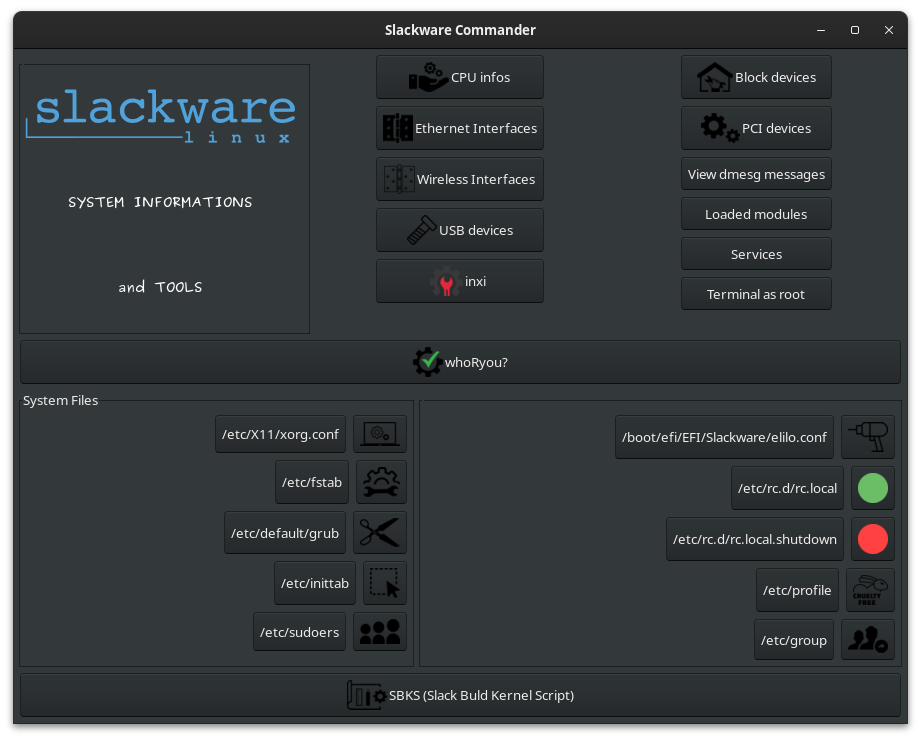 Slackware Commander
slackware
linux
SYSTEM INFORMATIONS
and TOOLS
CPU infos
Ethernet Interfaces
Wireless Interfaces
USB devices
inxi
Block devices
PCI devices
View dmesg messages
Loaded modules
Services
Terminal as root
whoRyou?
System Files
/etc/X11/xorg.conf
/etc/fstab
/etc/default/grub
/etc/inittab
/etc/sudoers
/boot/efi/EFI/Slackware/elilo.conf
/etc/rc.d/rc.local
/etc/rc.d/rc.local.shutdown
/etc/profile
CRUELTY
FREE
/etc/group
SBKS (Slack Buld Kernel Script)